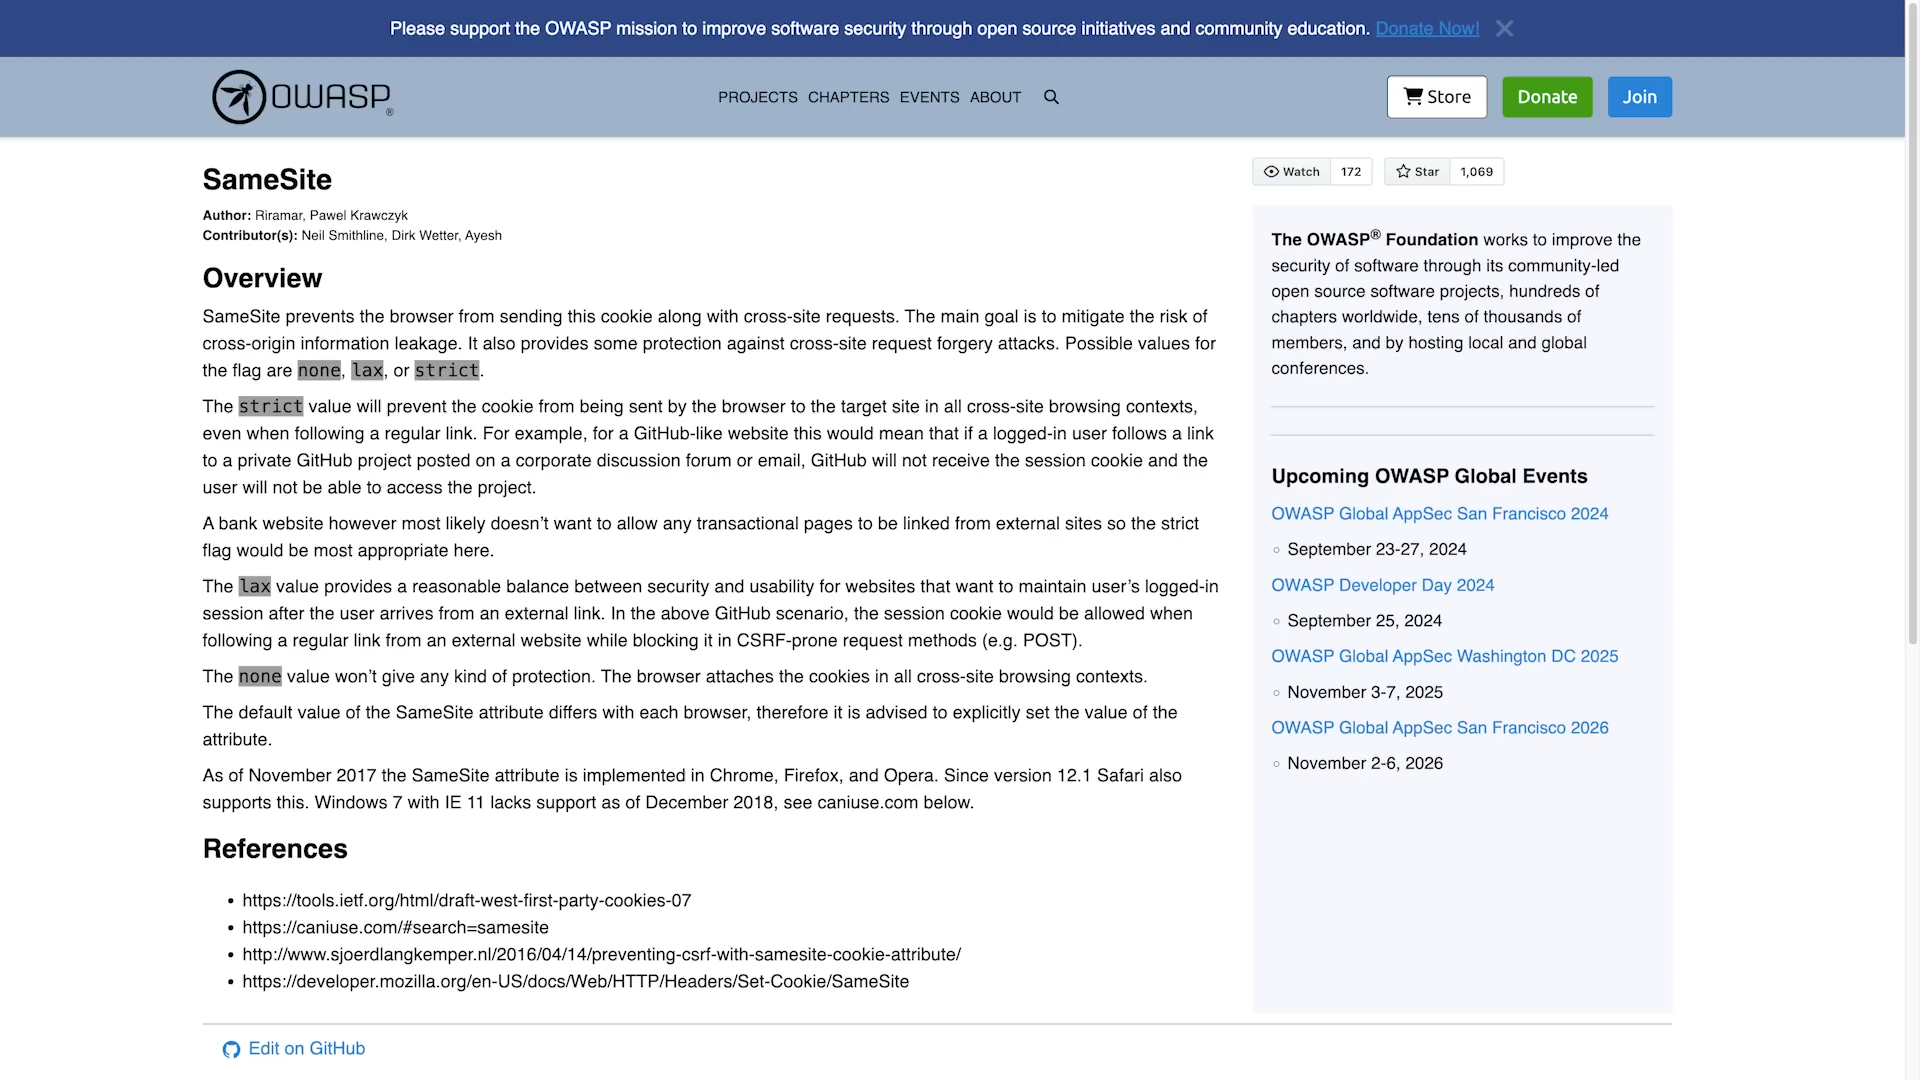 Please support the OWASP mission to improve software security through open source initiatives and community education. Donate Now!
OWASP®
PROJECTS CHAPTERS EVENTS ABOUT
Store
Donate
Join
SameSite
Author: Riramar, Pawel Krawczyk
Contributor(s): Neil Smithline, Dirk Wetter, Ayesh
Overview
SameSite prevents the browser from sending this cookie along with cross-site requests. The main goal is to mitigate the risk of
cross-origin information leakage. It also provides some protection against cross-site request forgery attacks. Possible values for
the flag are none, lax, or strict.
The strict value will prevent the cookie from being sent by the browser to the target site in all cross-site browsing contexts,
even when following a regular link. For example, for a GitHub-like website this would mean that if a logged-in user follows a link
to a private GitHub project posted on a corporate discussion forum or email, GitHub will not receive the session cookie and the
user will not be able to access the project.
A bank website however most likely doesn’t want to allow any transactional pages to be linked from external sites so the strict
flag would be most appropriate here.
The lax value provides a reasonable balance between security and usability for websites that want to maintain user’s logged-in
session after the user arrives from an external link. In the above GitHub scenario, the session cookie would be allowed when
following a regular link from an external website while blocking it in CSRF-prone request methods (e.g. POST).
The none value won’t give any kind of protection. The browser attaches the cookies in all cross-site browsing contexts.
The default value of the SameSite attribute differs with each browser, therefore it is advised to explicitly set the value of the
attribute.
As of November 2017 the SameSite attribute is implemented in Chrome, Firefox, and Opera. Since version 12.1 Safari also
supports this. Windows 7 with IE 11 lacks support as of December 2018, see caniuse.com below.
References
• https://tools.ietf.org/html/draft-west-first-party-cookies-07
• https://caniuse.com/#search=samesite
• http://www.sjoerdlangkemper.nl/2016/04/14/preventing-csrf-with-samesite-cookie-attribute/
• https://developer.mozilla.org/en-US/docs/Web/HTTP/Headers/Set-Cookie/SameSite
Edit on GitHub
Watch 172
Star 1,069
The OWASP® Foundation works to improve the
security of software through its community-led
open source software projects, hundreds of
chapters worldwide, tens of thousands of
members, and by hosting local and global
conferences.
Upcoming OWASP Global Events
OWASP Global AppSec San Francisco 2024
◦ September 23-27, 2024
OWASP Developer Day 2024
◦ September 25, 2024
OWASP Global AppSec Washington DC 2025
◦ November 3-7, 2025
OWASP Global AppSec San Francisco 2026
◦ November 2-6, 2026